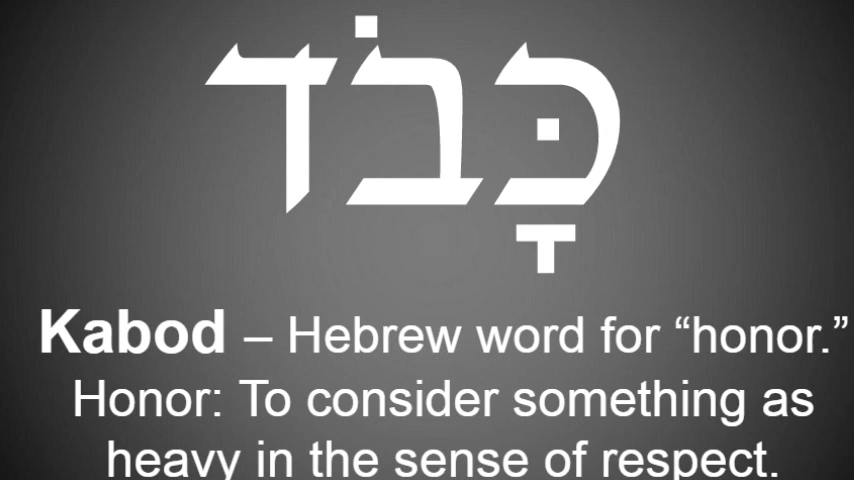 כָּבֹד
Kabod – Hebrew word for “honor.”
Honor: To consider something as
heavy in the sense of respect.